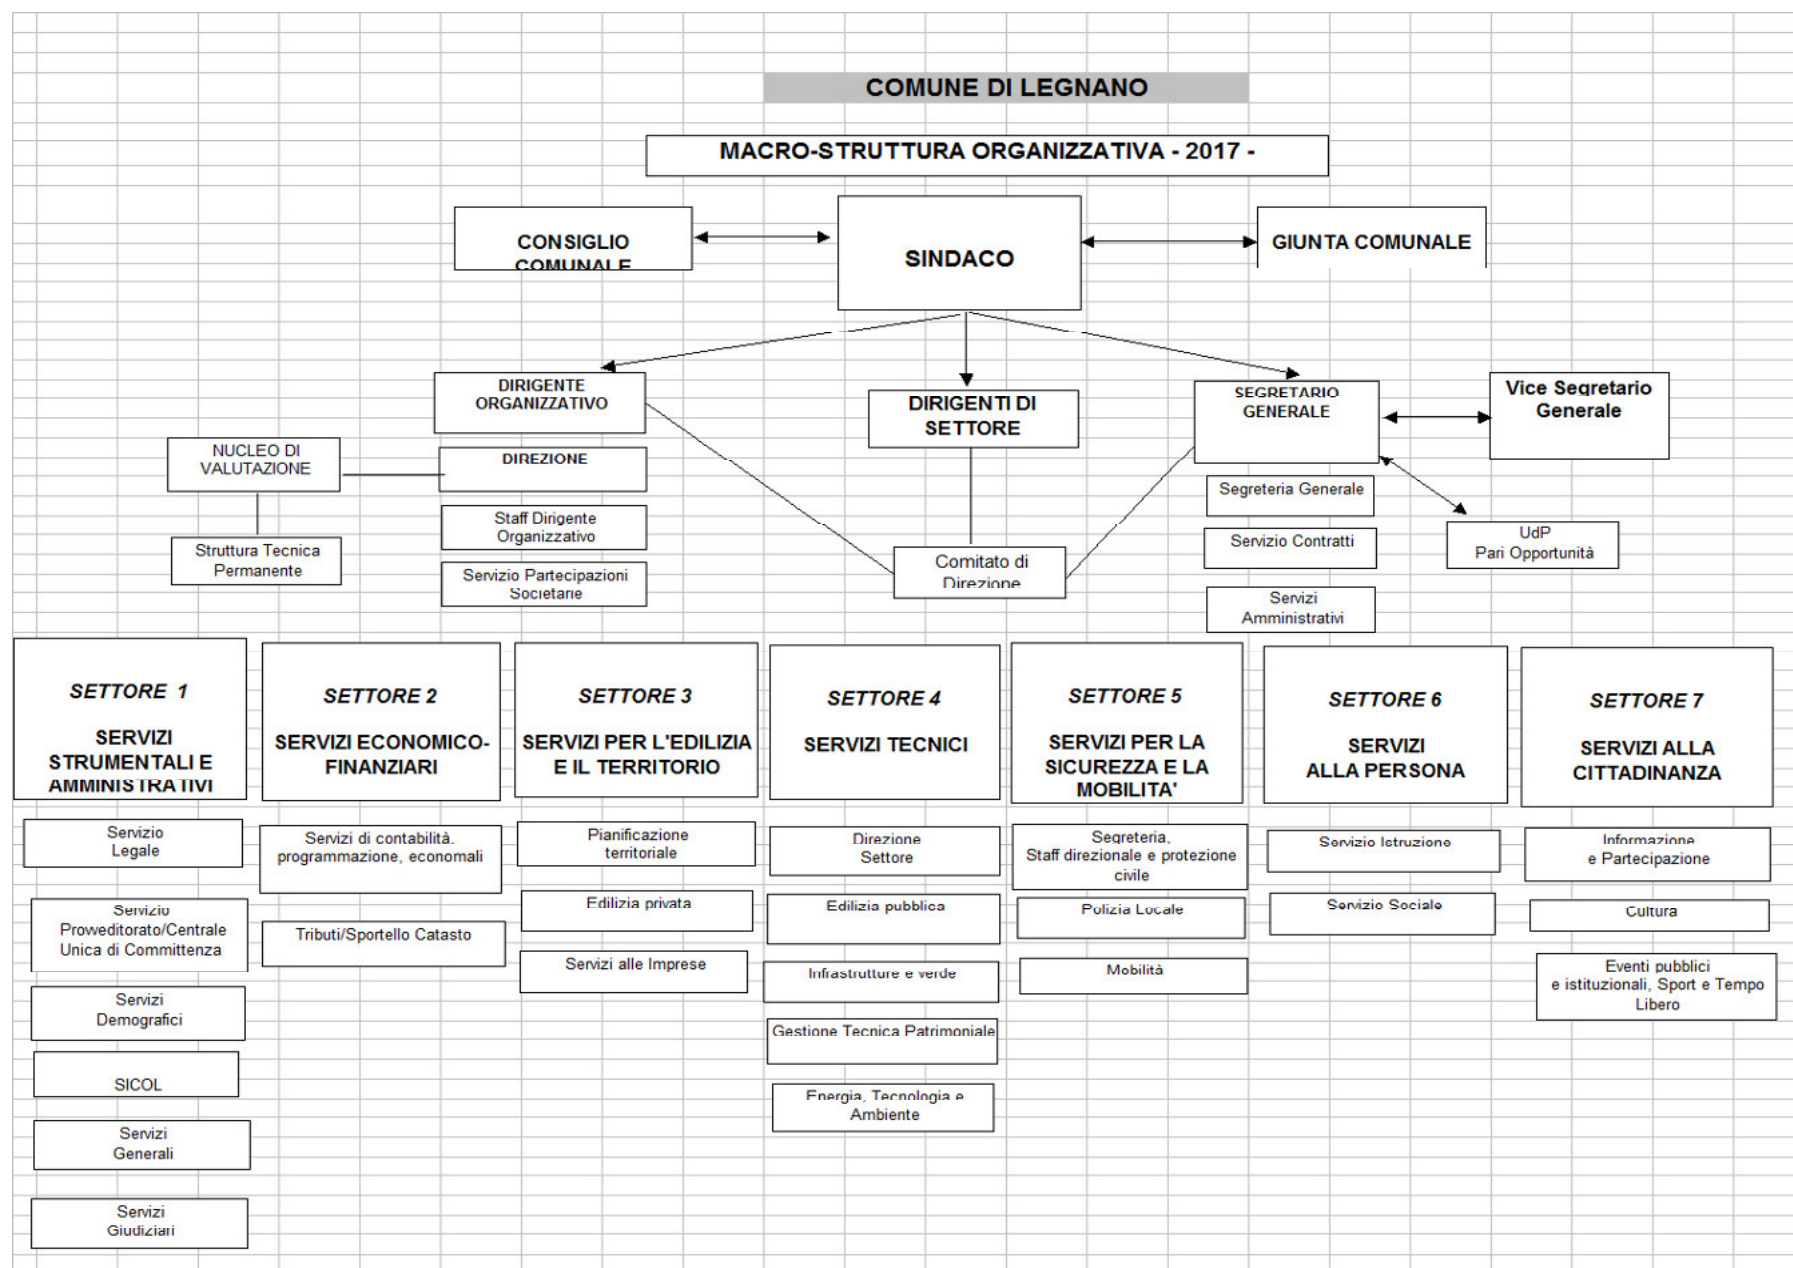 COMUNE DI LEGNANO
MACRO-STRUTTURA ORGANIZZATIVA - 2017 -
CONSIGLIO
COMUNALE
SINDACO
GIUNTA COMUNALE
DIRIGENTE
ORGANIZZATIVO
DIRIGENTI DI
SETTORE
SEGRETARIO
GENERALE
Vice Segretario
Generale
NUCLEO DI
VALUTAZIONE
DIREZIONE
Segreteria Generale
Staff Dirigente
Organizzativo
Servizio Contratti
UdP
Pari Opportunità
Struttura Tecnica
Permanente
Servizio Partecipazioni
Societarie
Comitato di
Direzione
Servizi
Amministrativi
SETTORE 1
SERVIZI
STRUMENTALI E
AMMINISTRATIVI
SETTORE 2
SERVIZI ECONOMICO-
FINANZIARI
SETTORE 3
SERVIZI PER L'EDILIZIA
E IL TERRITORIO
SETTORE 4
SERVIZI TECNICI
SETTORE 5
SERVIZI PER LA
SICUREZZA E LA
MOBILITA'
SETTORE 6
SERVIZI
ALLA PERSONA
SETTORE 7
SERVIZI ALLA
CITTADINANZA
Servizio
Legale
Servizio
Provveditorato/Centrale
Unica di Committenza
Servizi
Demografici
SICOL
Servizi
Generali
Servizi
Giudiziari
Servizi di contabilità.
programmazione, economali
Tributi/Sportello Catasto
Pianificazione
territoriale
Edilizia privata
Servizi alle Imprese
Direzione
Settore
Edilizia pubblica
Infrastrutture e verde
Gestione Tecnica Patrimoniale
Energia, Tecnologia e
Ambiente
Segreteria,
Staff direzionale e protezione
civile
Polizia Locale
Mobilità
Servizio Istruzione
Servizio Sociale
Informazione
e Partecipazione
Cultura
Eventi pubblici
e istituzionali, Sport e Tempo
Libero